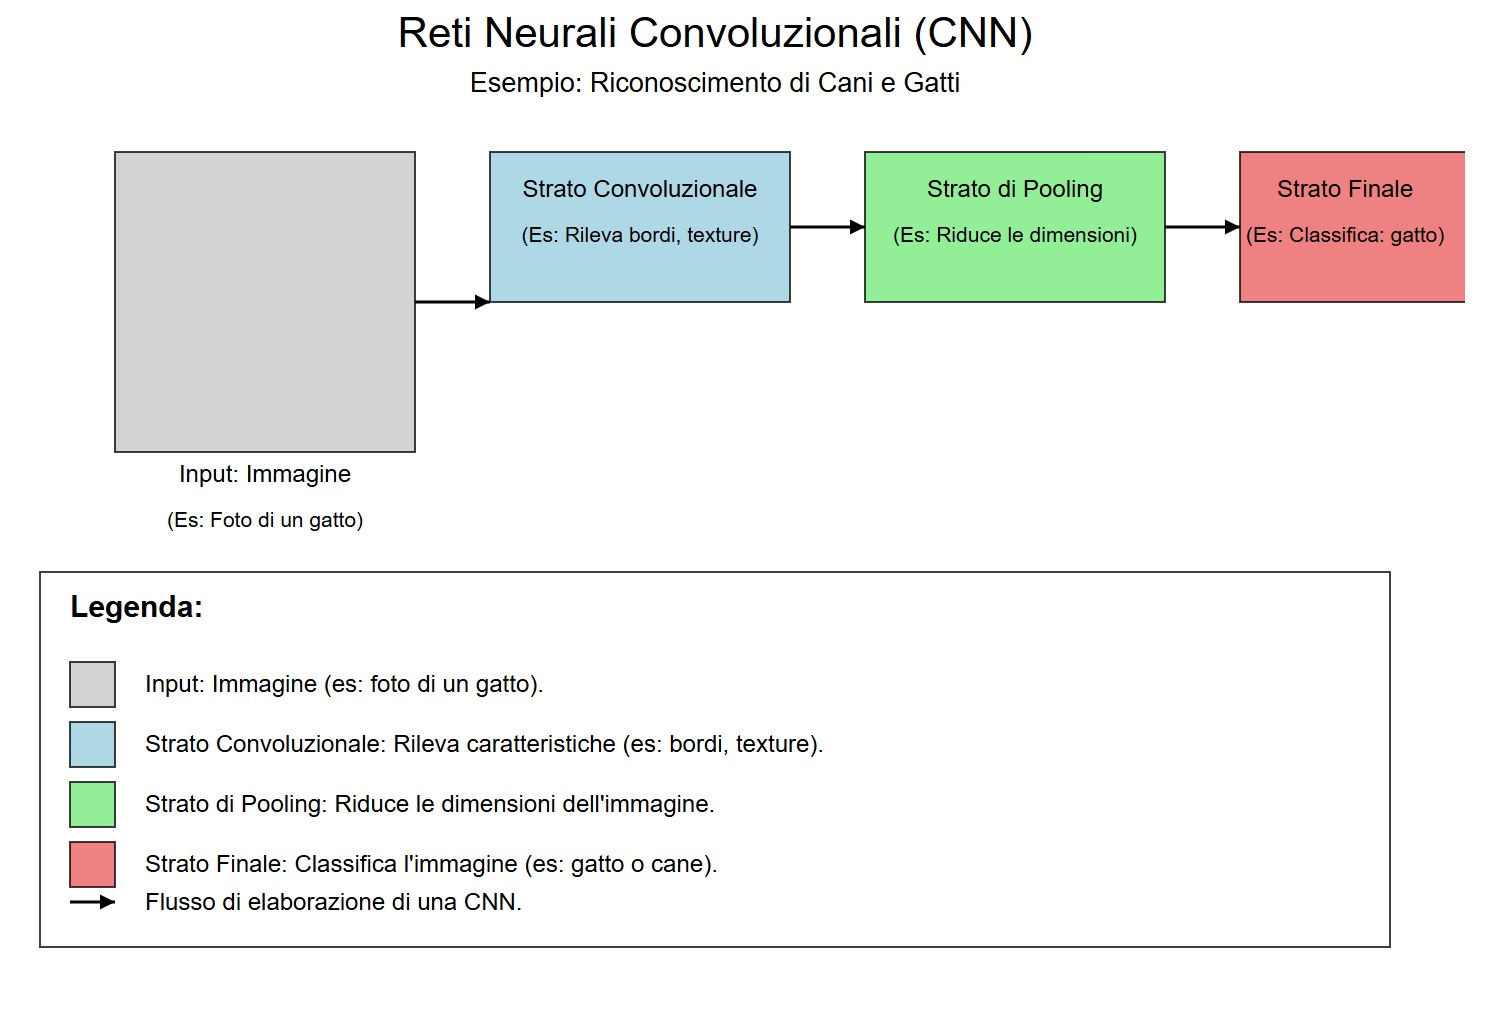 Reti Neurali Convoluzionali (CNN)
Esempio: Riconoscimento di Cani e Gatti
Strato Convoluzionale
(Es: Rileva bordi, texture)
Strato di Pooling
(Es: Riduce le dimensioni)
Strato Finale
(Es: Classifica: gatto)
Input: Immagine
(Es: Foto di un gatto)
Legenda:
Input: Immagine (es: foto di un gatto).
Strato Convoluzionale: Rileva caratteristiche (es: bordi, texture).
Strato di Pooling: Riduce le dimensioni dell'immagine.
Strato Finale: Classifica l'immagine (es: gatto o cane).
Flusso di elaborazione di una CNN.